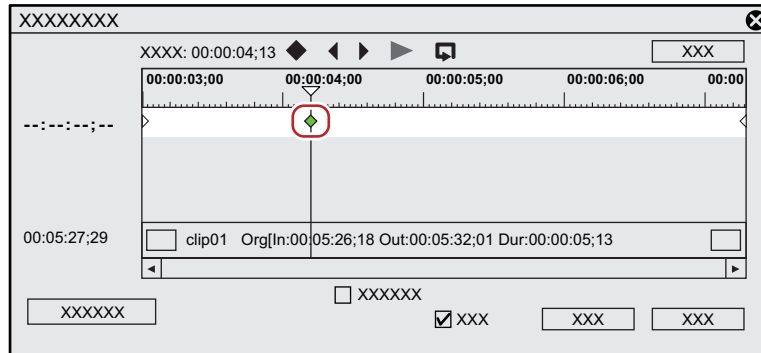 XXXXXXXX
XXXX: 00:00:04;13
XXX
00:00:03;00 00:00:04;00 00:00:05;00 00:00:06;00 00:00
--:--:--;--
00:05:27;29
clip01 Org[In:00:05:26;18 Out:00:05:32;01 Dur:00:00:05;13
XXXXXX
XXXXXX
XXX
XXX
XXX